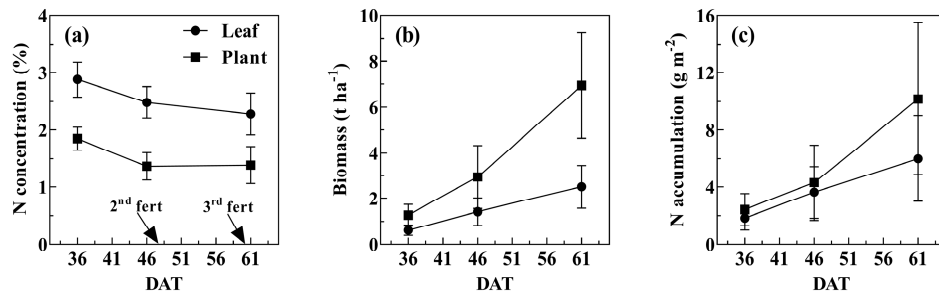 (a)
Leaf
Plant
N concentration (%)
4
3
2
1
0
2nd fert
3rd fert
36 41 46 51 56 61
DAT
(b)
Biomass (t ha-1)
10
8
6
4
2
0
36 41 46 51 56 61
DAT
(c)
N accumulation (g m-2)
16
12
8
4
0
36 41 46 51 56 61
DAT